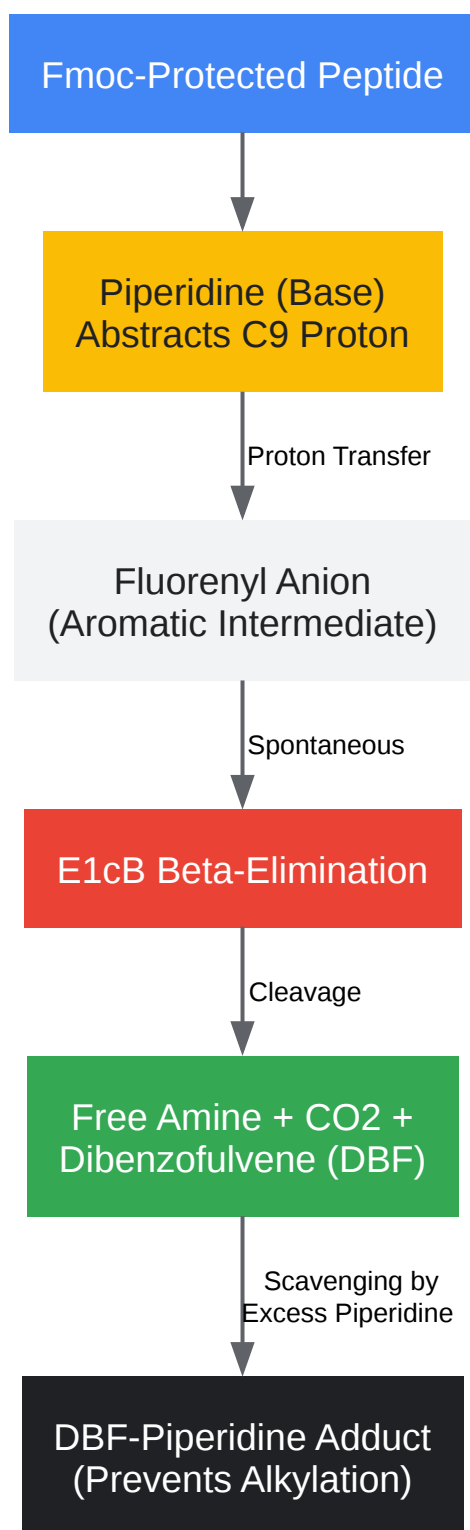 Fmoc-Protected Peptide
Piperidine (Base)
Abstracts C9 Proton
Proton Transfer
Fluorenyl Anion
(Aromatic Intermediate)
Spontaneous
E1cB Beta-Elimination
Cleavage
Free Amine + CO2 +
Dibenzofulvene (DBF)
Scavenging by
Excess Piperidine
DBF-Piperidine Adduct
(Prevents Alkylation)